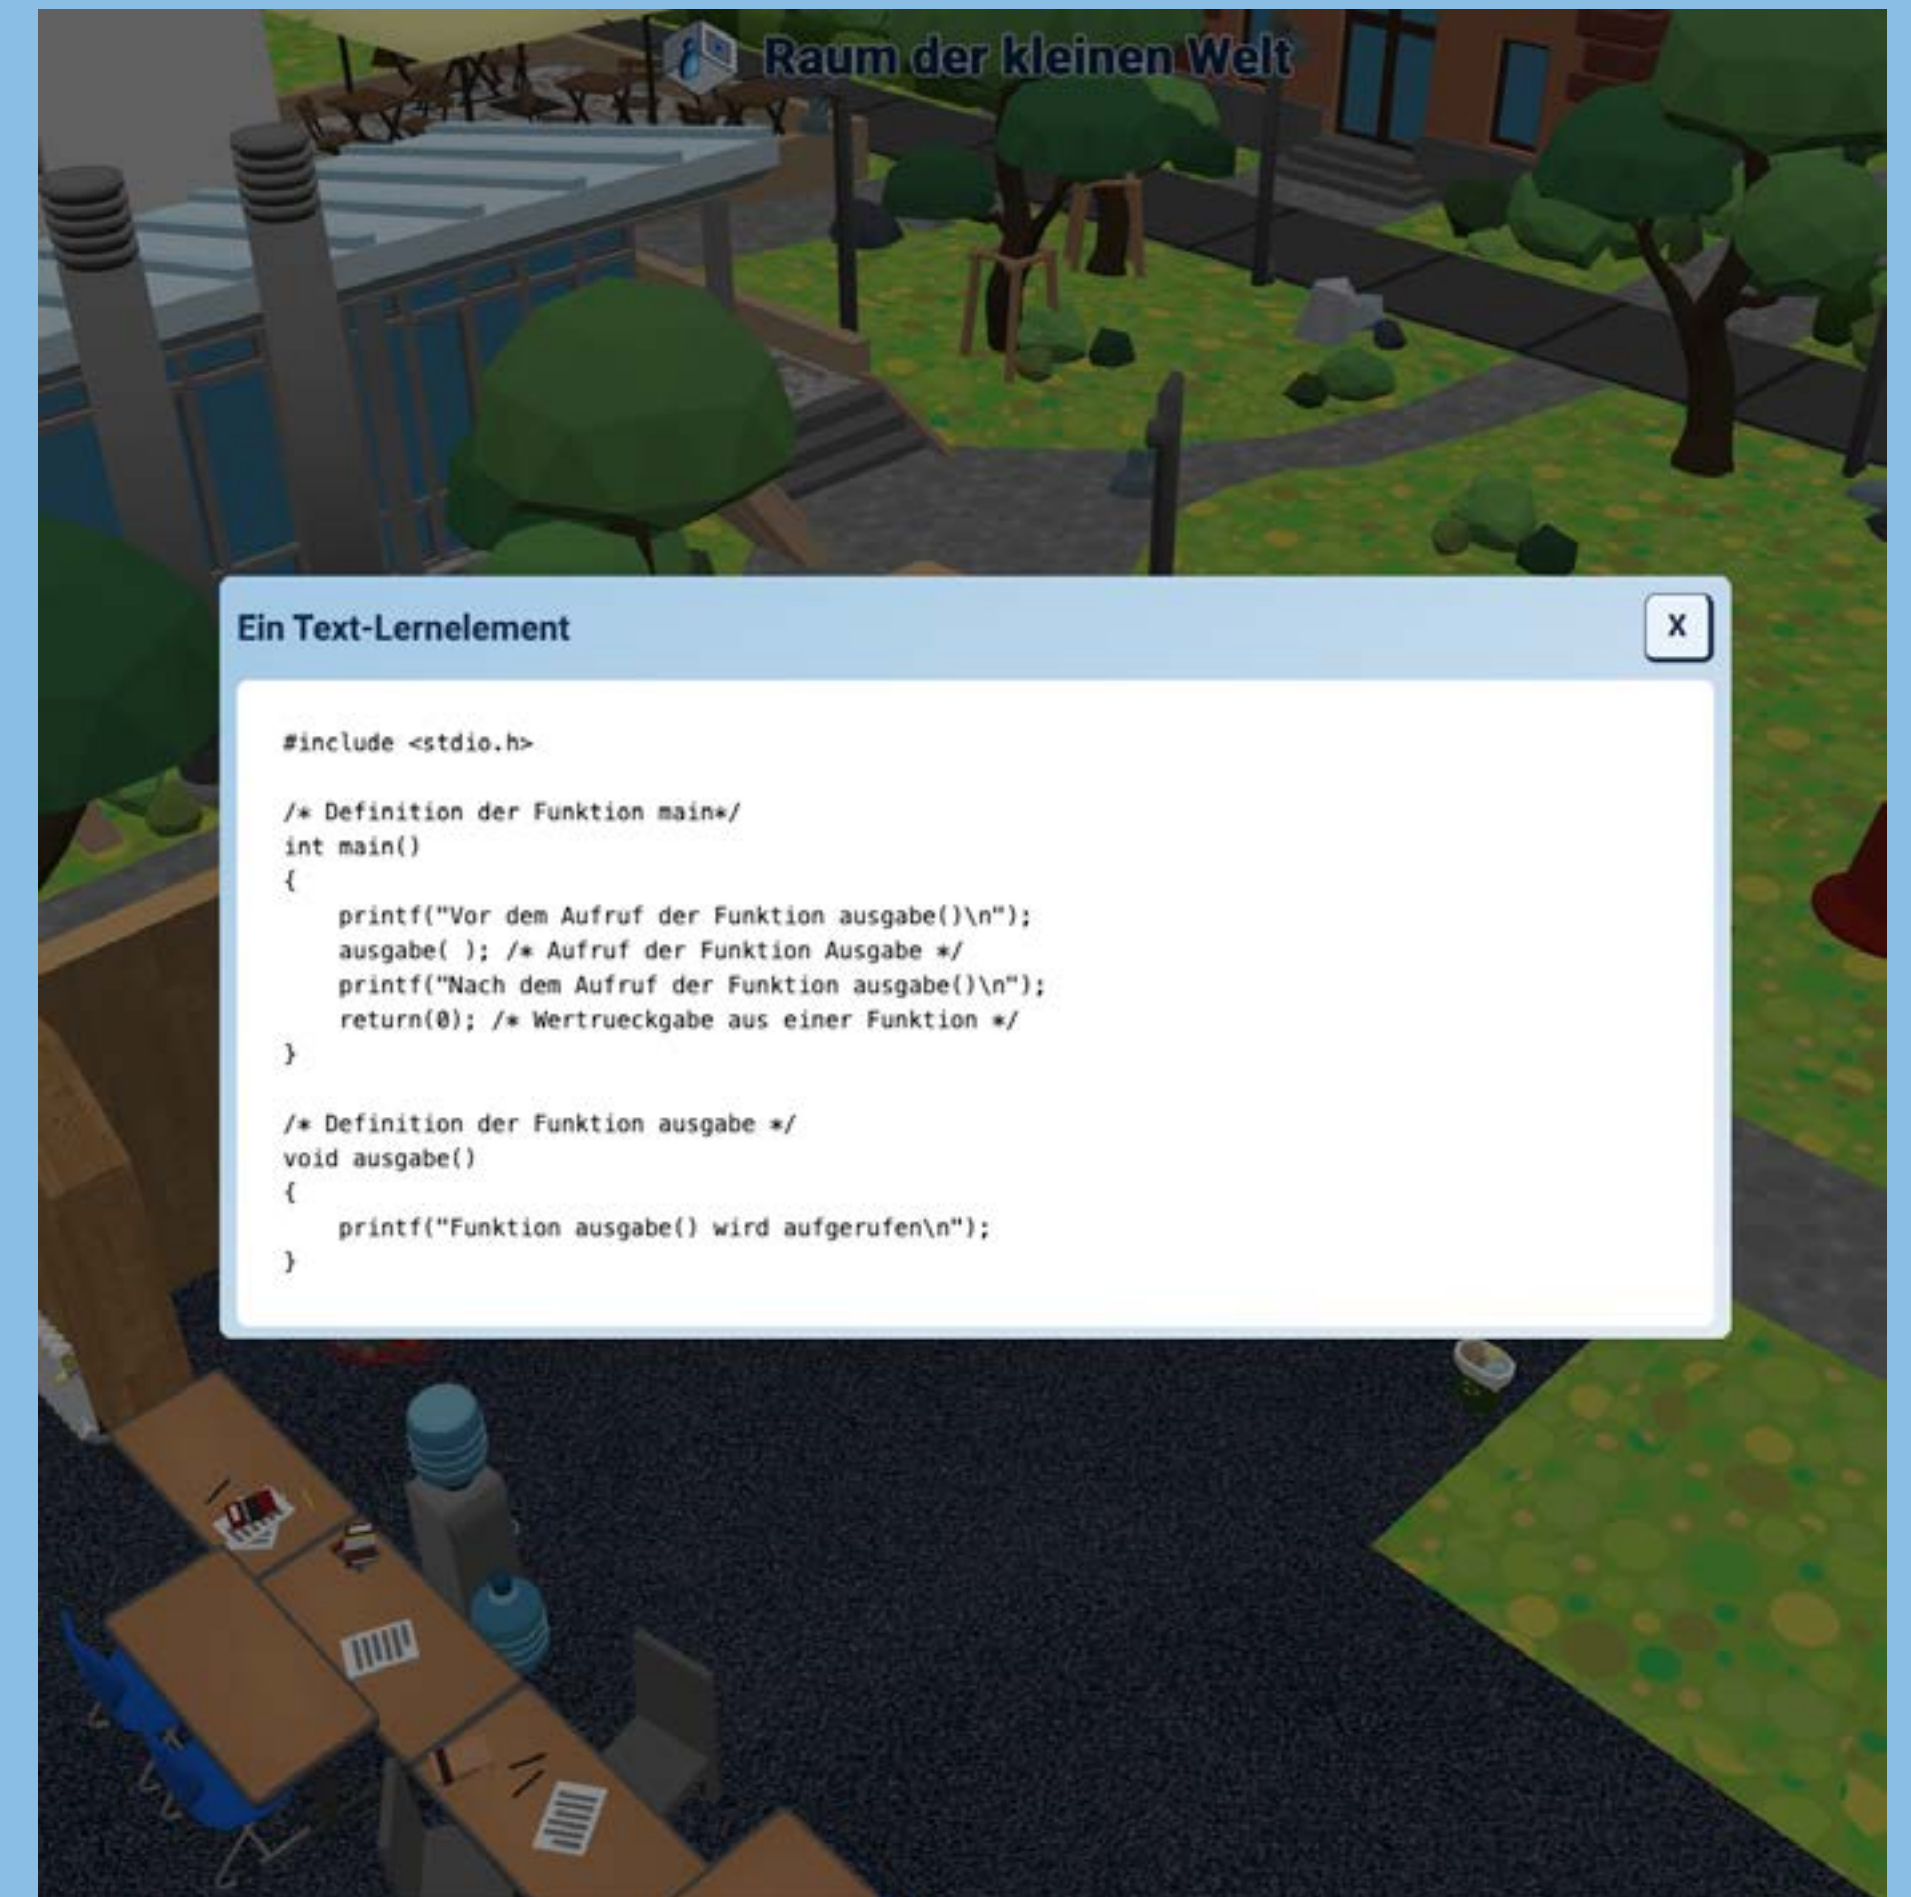 Raum der kleinen Welt
Ein Text-Lernelement
X
#include <stdio.h>
/* Definition der Funktion main*/
int main()
{
printf("Vor dem Aufruf der Funktion ausgabe()\n");
ausgabe( ); /* Aufruf der Funktion Ausgabe */
printf("Nach dem Aufruf der Funktion ausgabe()\n");
return(0); /* Wertrueckgabe aus einer Funktion */
}
/* Definition der Funktion ausgabe */
void ausgabe()
{
printf("Funktion ausgabe() wird aufgerufen\n");
}